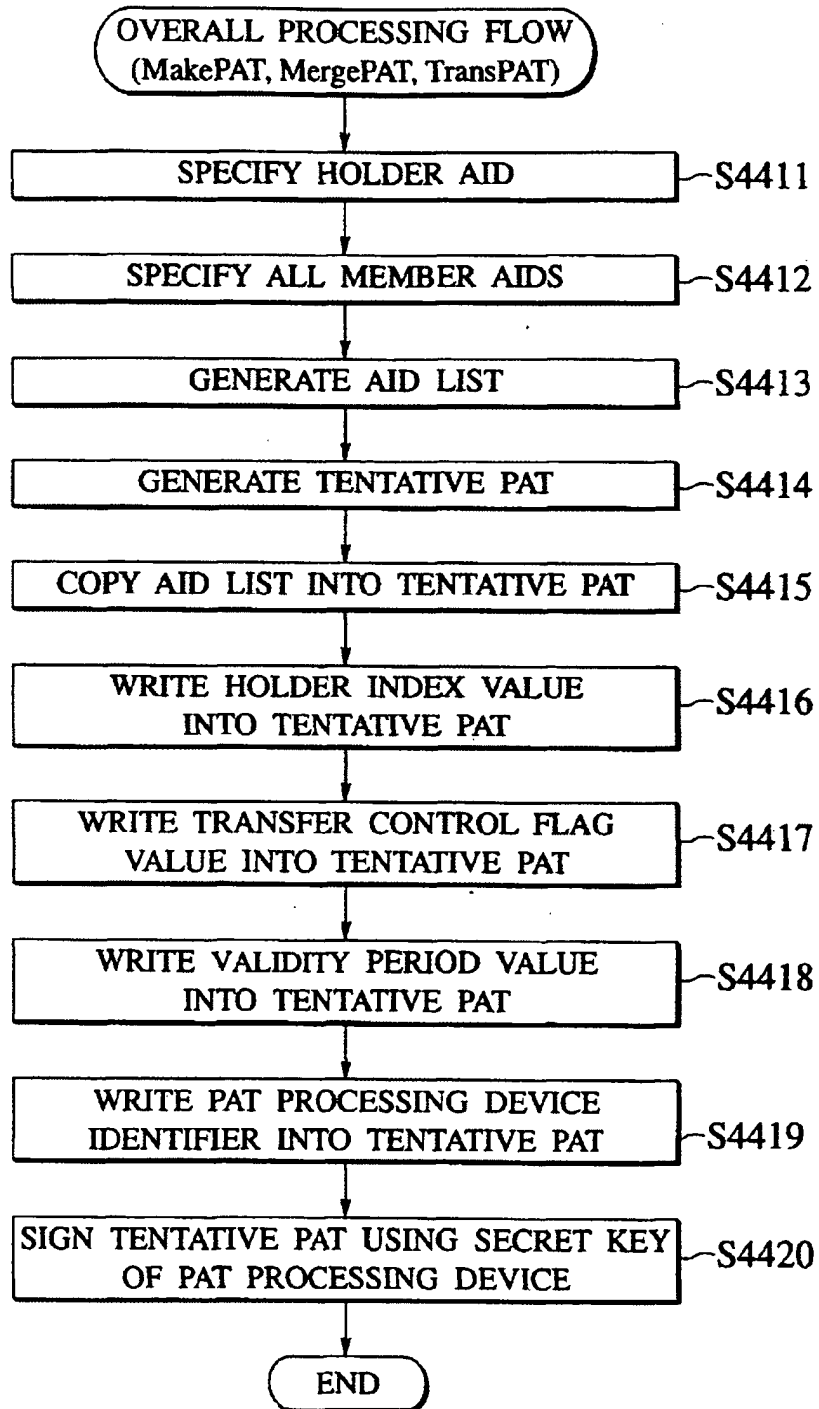 OVERALL PROCESSING FLOW
(MakePAT, MergePAT, TransPAT)
SPECIFY HOLDER AID
S4411
SPECIFY ALL MEMBER AIDS
S4412
GENERATE AID LIST
S4413
GENERATE TENTATIVE PAT
S4414
COPY AID LIST INTO TENTATIVE PAT
S4415
WRITE HOLDER INDEX VALUE
INTO TENTATIVE PAT
S4416
WRITE TRANSFER CONTROL FLAG
VALUE INTO TENTATIVE PAT
S4417
WRITE VALIDITY PERIOD VALUE
INTO TENTATIVE PAT
S4418
WRITE PAT PROCESSING DEVICE
IDENTIFIER INTO TENTATIVE PAT
S4419
SIGN TENTATIVE PAT USING SECRET KEY
OF PAT PROCESSING DEVICE
S4420
END